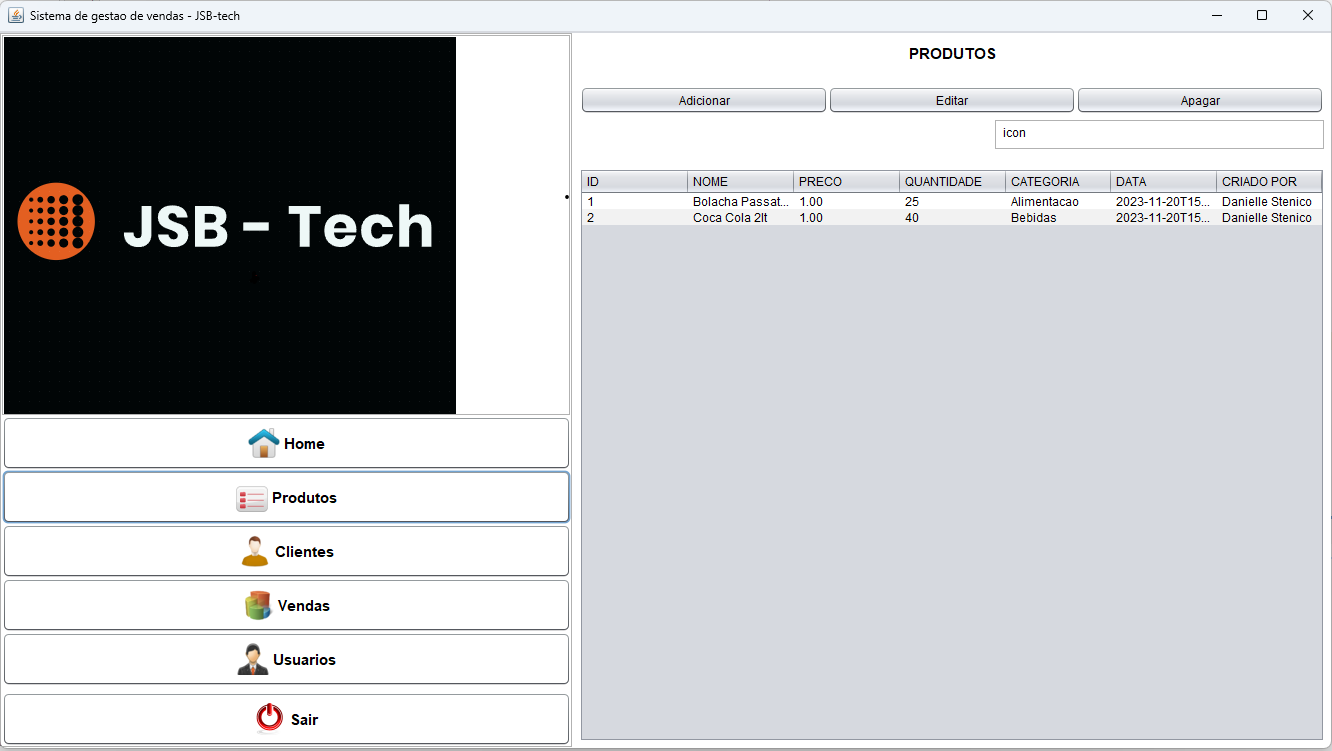 Sistema de gestao de vendas - JSB-tech
JSB - Tech
Home
Produtos
Clientes
Vendas
Usuarios
Sair
PRODUTOS
Adicionar Editar Apagar
icon
ID NOME PRECO QUANTIDADE CATEGORIA DATA CRIADO POR
1 Bolacha Passat... 1.00 25 Alimentacao 2023-11-20T15... Danielle Stenico
2 Coca Cola 2lt 1.00 40 Bebidas 2023-11-20T15... Danielle Stenico